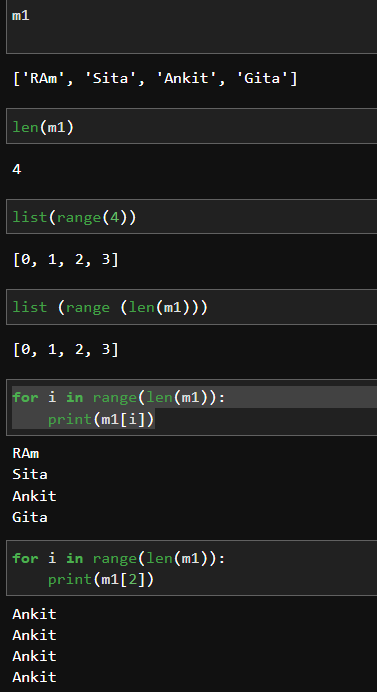 m1
['RAm', 'Sita', 'Ankit', 'Gita']
len(m1)
4
list(range(4))
[0, 1, 2, 3]
list (range (len(m1)))
[0, 1, 2, 3]
for i in range(len(m1)):
    print(m1[i])
RAm
Sita
Ankit
Gita
for i in range(len(m1)):
    print(m1[2])
Ankit
Ankit
Ankit
Ankit